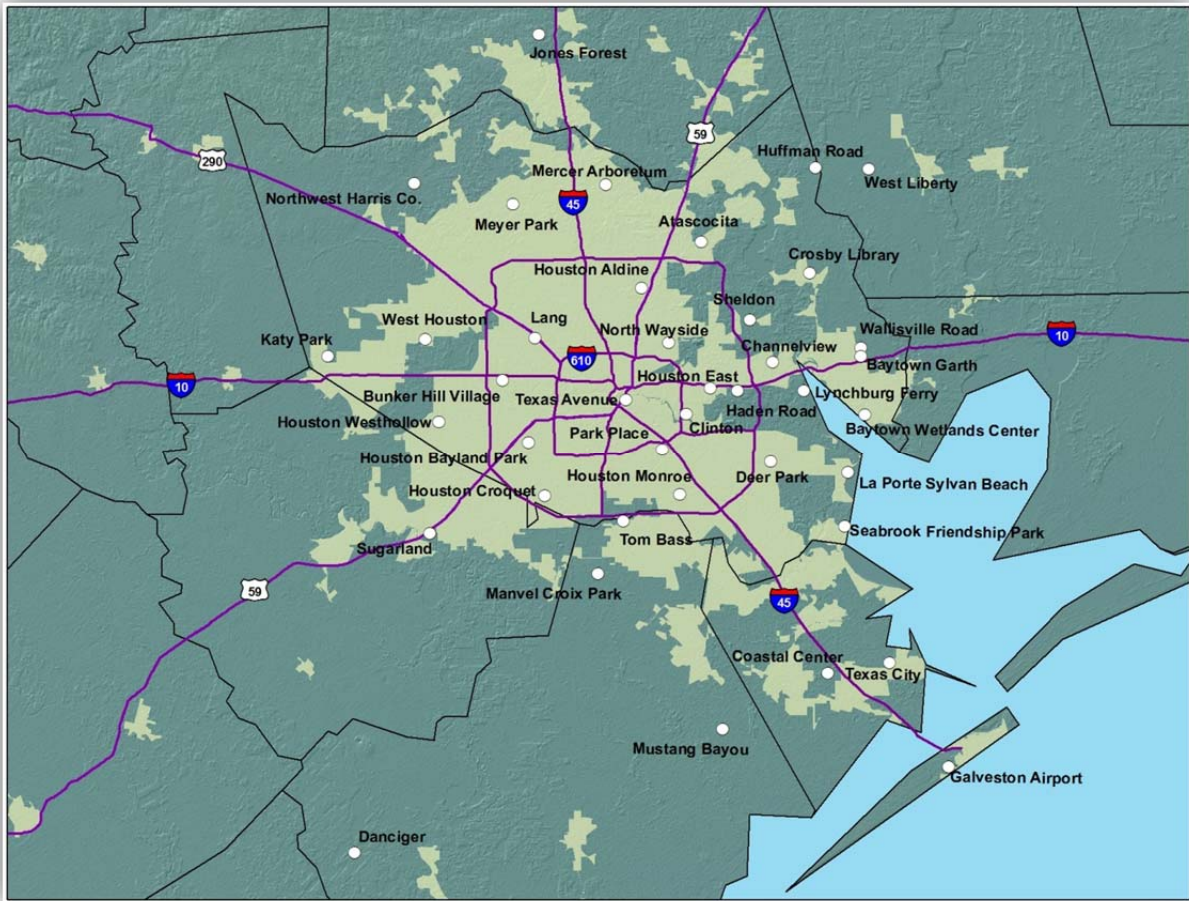 Jones Forest
59
290
Huffman Road
Mercer Arboretum
West Liberty
Northwest Harris Co.
45
Meyer Park
Atascocita
Crosby Library
Houston Aldine
Sheldon
West Houston
Lang
North Wayside
Wallisville Road
10
Katy Park
610
Channelview
Baytown Garth
10
Houston East
Bunker Hill Village
Texas Avenue
Lynchburg Ferry
Haden Road
Houston Westhollow
Clinton
Baytown Wetlands Center
Park Place
Houston Bayland Park
Houston Monroe
Deer Park
La Porte Sylvan Beach
Houston Croquet
Seabrook Friendship Park
Tom Bass
Sugarland
59
Manvel Croix Park
45
Coastal Center
Texas City
Mustang Bayou
Galveston Airport
Danciger